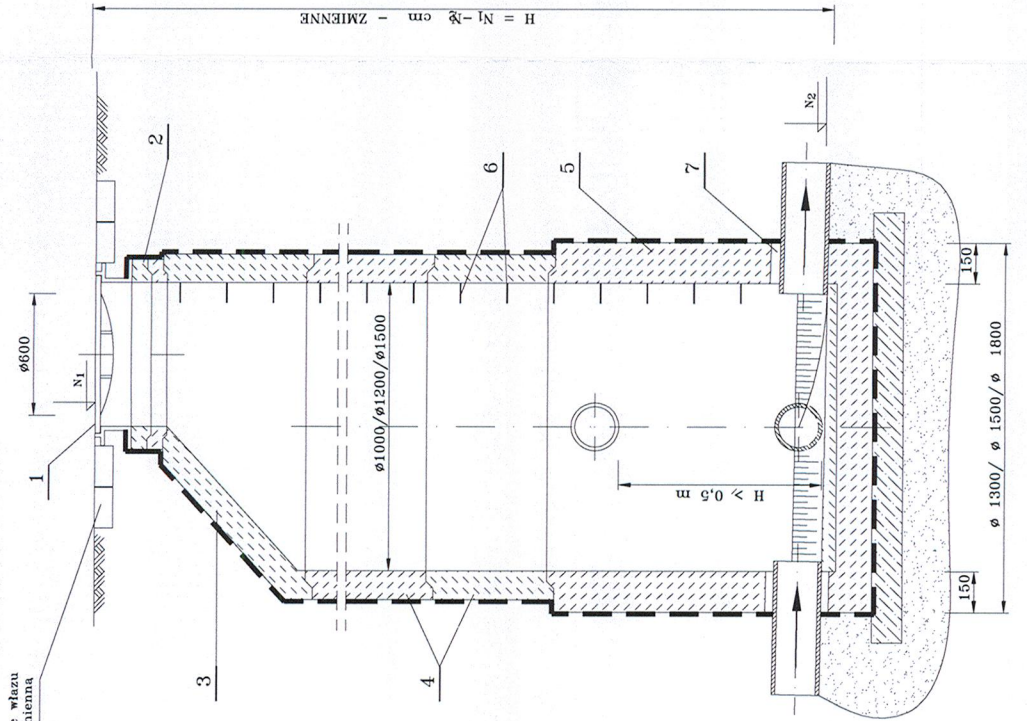 H = N1-N2 cm - ZMIENNE
ø600
N1
1
2
e włazu
mienną
3
ø1000/ø1200/ø1500
4
6
5
7
N2
H ≥ 0,5 m
150
150
ø 1300/ ø 1500/ ø 1800